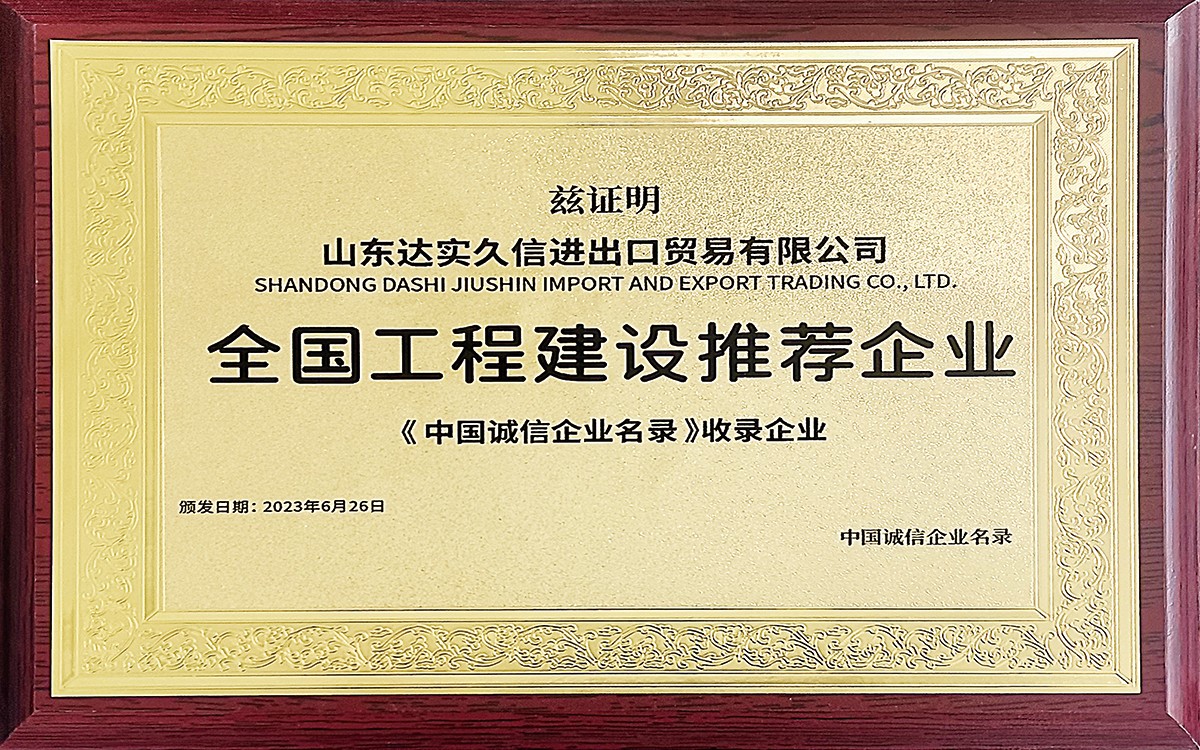 兹证明
山东达实久信进出口贸易有限公司
SHANDONG DASHI JIUSHIN IMPORT AND EXPORT TRADING CO., LTD.
全国工程建设推荐企业
《中国诚信企业名录》收录企业
颁发日期：2023年6月26日
中国诚信企业名录